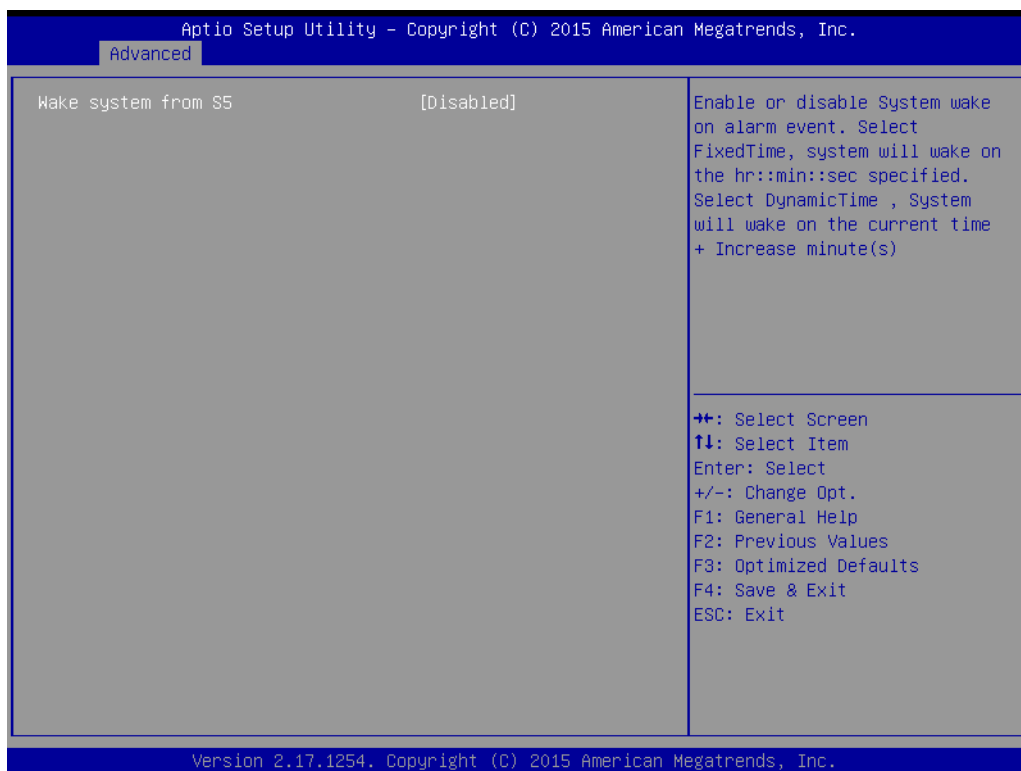 Aptio Setup Utility – Copyright (C) 2015 American Megatrends, Inc.
Advanced
Wake system from S5 [Disabled]
Enable or disable System wake
on alarm event. Select
FixedTime, system will wake on
the hr::min::sec specified.
Select DynamicTime , System
will wake on the current time
+ Increase minute(s)
→←: Select Screen
↑↓: Select Item
Enter: Select
+/-: Change Opt.
F1: General Help
F2: Previous Values
F3: Optimized Defaults
F4: Save & Exit
ESC: Exit
Version 2.17.1254. Copyright (C) 2015 American Megatrends, Inc.